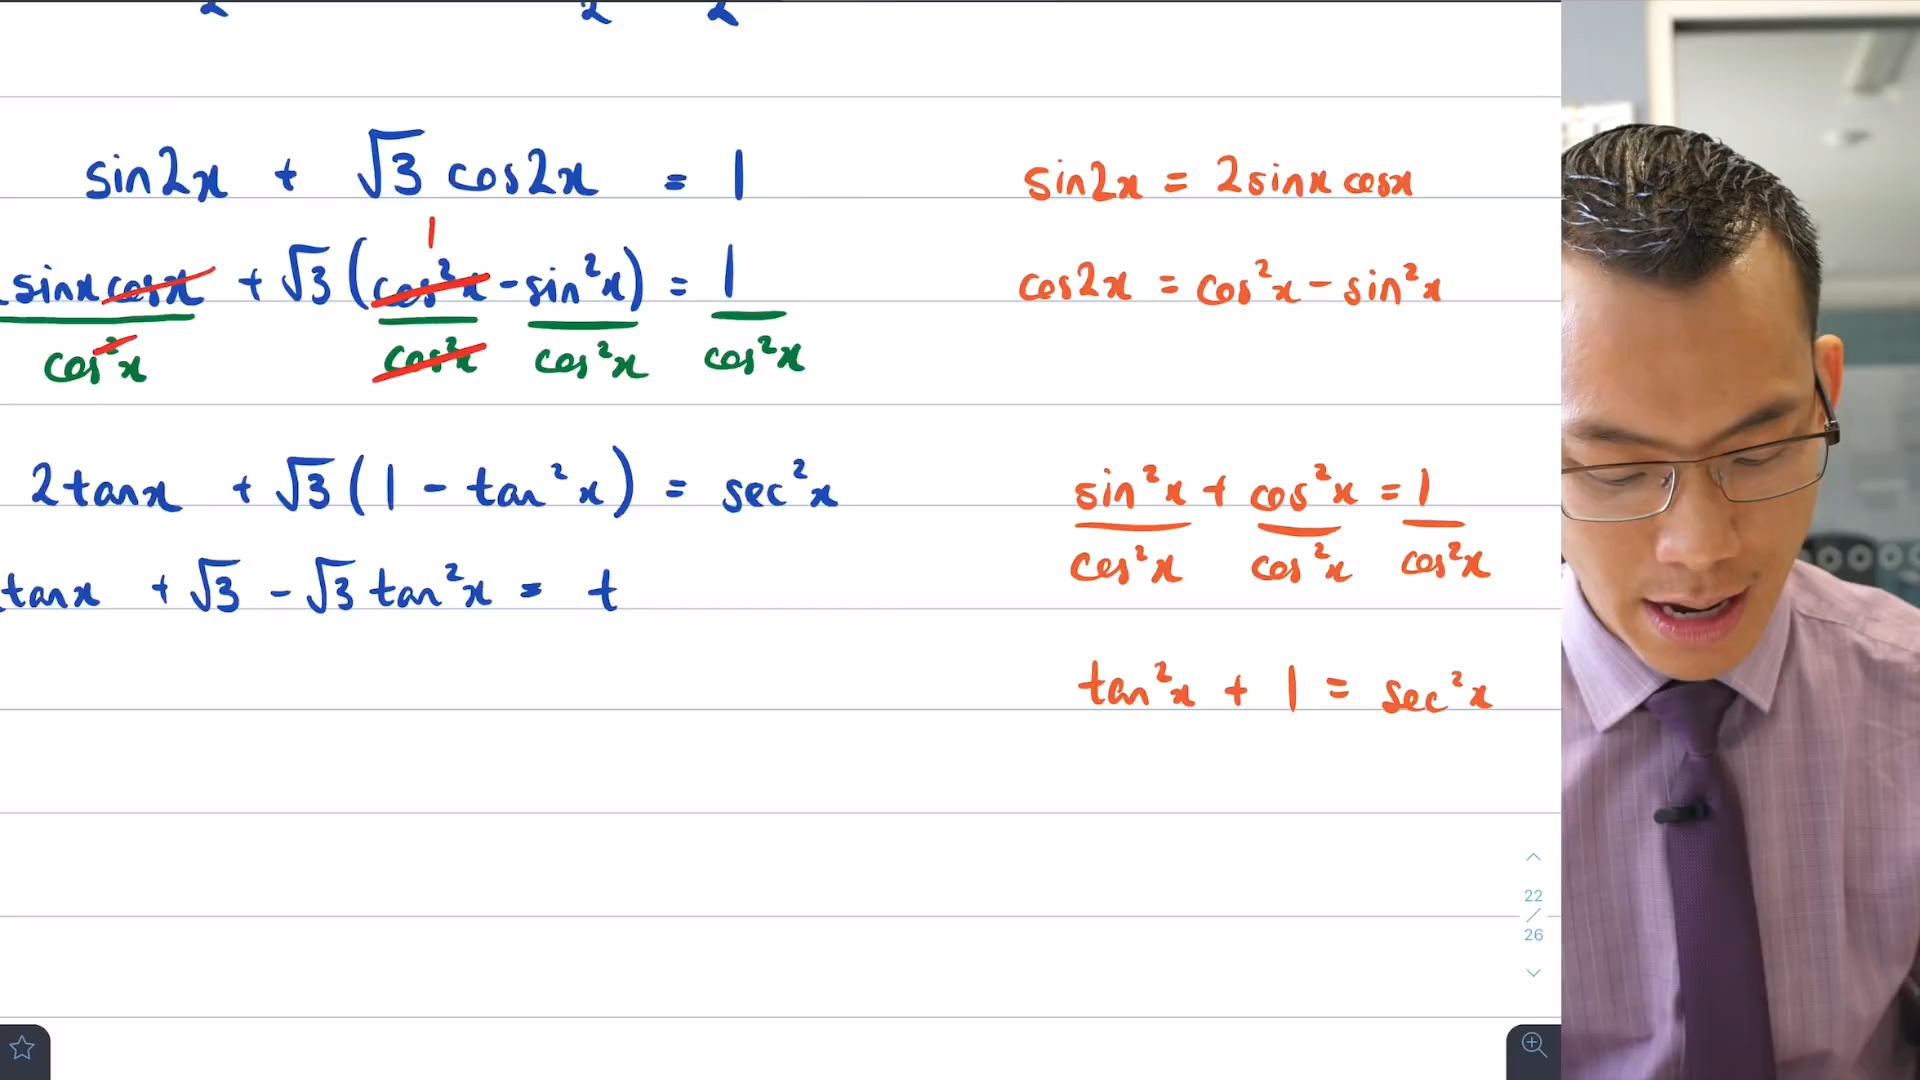 sin2x + √3 cos2x = 1
sinx cosx + √3 (cos²x - sin²x) = 1
1
cos²x cos²x cos²x cos²x
2tanx + √3 (1 - tan²x) = sec²x
tanx + √3 - √3 tan²x = t
sin2x = 2sinx cosx
cos2x = cos²x - sin²x
sin²x + cos²x = 1
cos²x cos²x cos²x
tan²x + 1 = sec²x
22
/
26